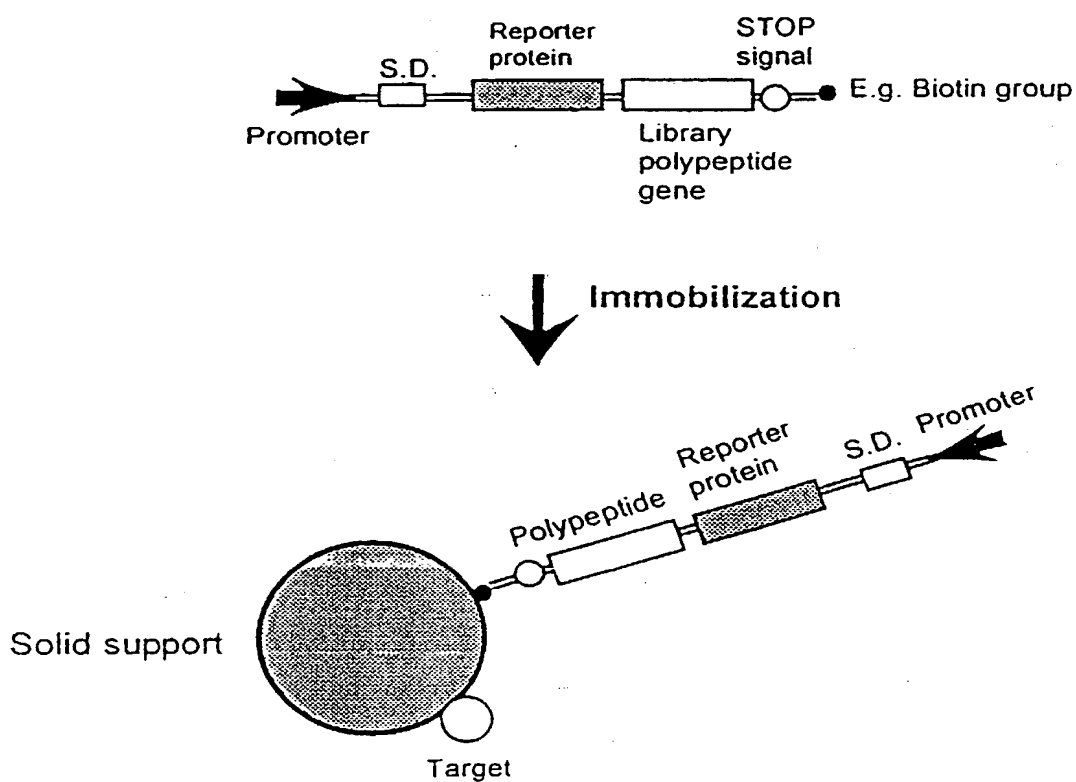 Reporter
protein
STOP
signal
S.D.
E.g. Biotin group
Promoter
Library
polypeptide
gene
Immobilization
Promoter
S.D.
Reporter
protein
Polypeptide
Solid support
Target